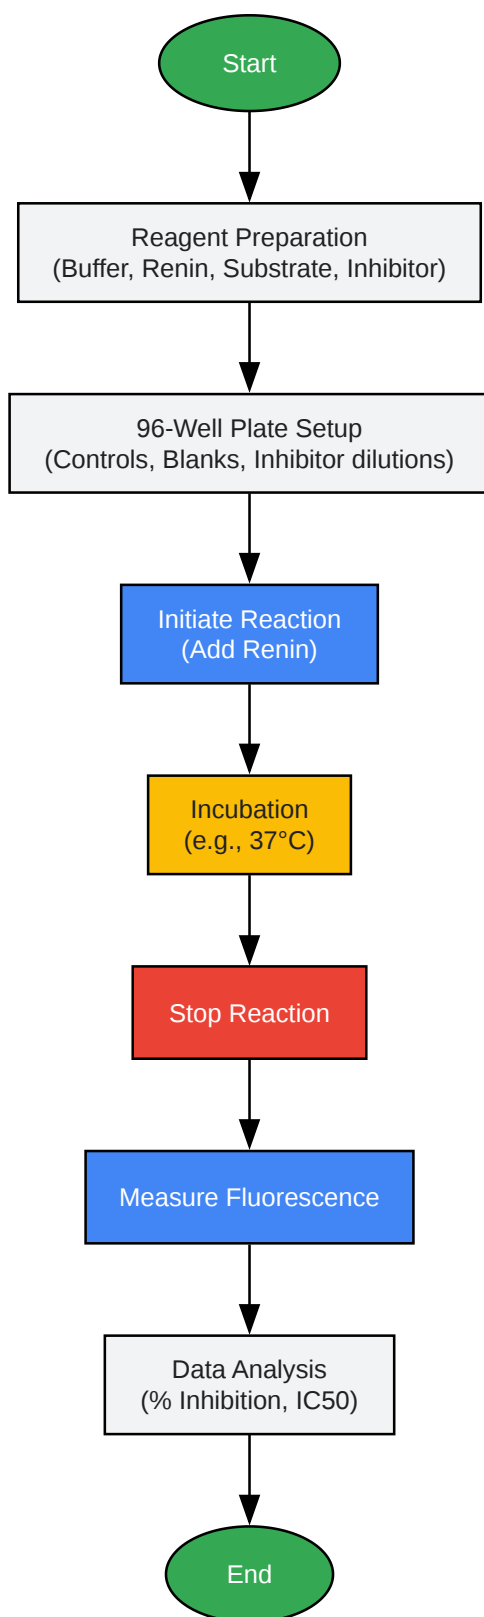 Start
Reagent Preparation
(Buffer, Renin, Substrate, Inhibitor)
96-Well Plate Setup
(Controls, Blanks, Inhibitor dilutions)
Initiate Reaction
(Add Renin)
Incubation
(e.g., 37°C)
Stop Reaction
Measure Fluorescence
Data Analysis
(% Inhibition, IC50)
End